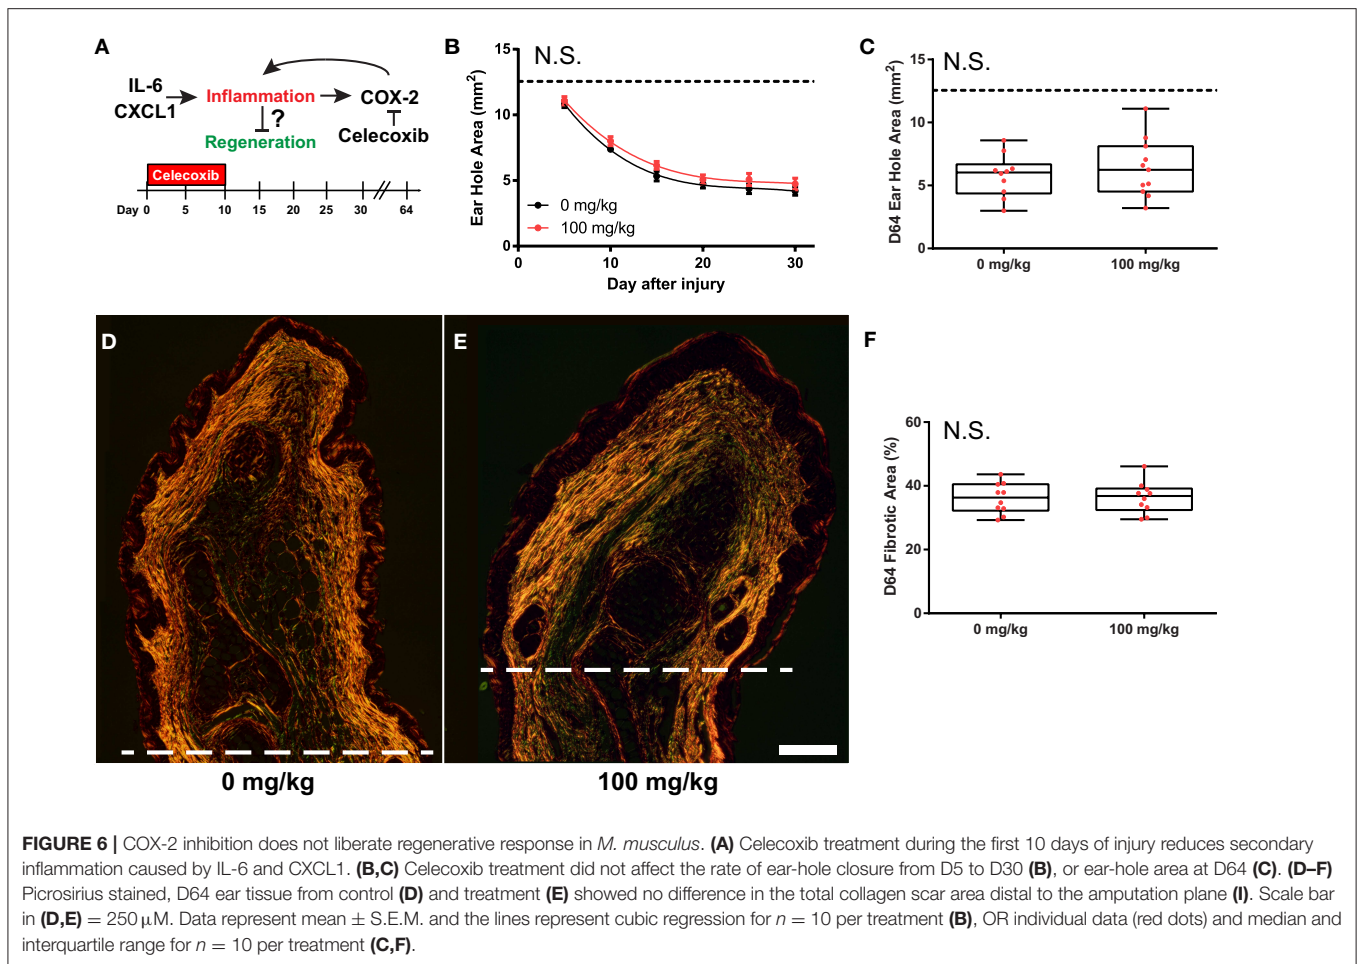 A
IL-6
CXCL1
Inflammation
COX-2
?
Regeneration
Celecoxib
Celecoxib
Day 0 5 10 15 20 25 30 64
B
N.S.
Ear Hole Area (mm2)
15
10
5
0
0 mg/kg
100 mg/kg
0 10 20 30
Day after injury
C
N.S.
D64 Ear Hole Area (mm2)
15
10
5
0
0 mg/kg 100 mg/kg
D
0 mg/kg
E
100 mg/kg
F
N.S.
D64 Fibrotic Area (%)
60
40
20
0
0 mg/kg 100 mg/kg
FIGURE 6 | COX-2 inhibition does not liberate regenerative response in M. musculus. (A) Celecoxib treatment during the first 10 days of injury reduces secondary
inflammation caused by IL-6 and CXCL1. (B,C) Celecoxib treatment did not affect the rate of ear-hole closure from D5 to D30 (B), or ear-hole area at D64 (C). (D–F)
Picrosirius stained, D64 ear tissue from control (D) and treatment (E) showed no difference in the total collagen scar area distal to the amputation plane (I). Scale bar
in (D,E) = 250 μM. Data represent mean ± S.E.M. and the lines represent cubic regression for n = 10 per treatment (B), OR individual data (red dots) and median and
interquartile range for n = 10 per treatment (C,F).